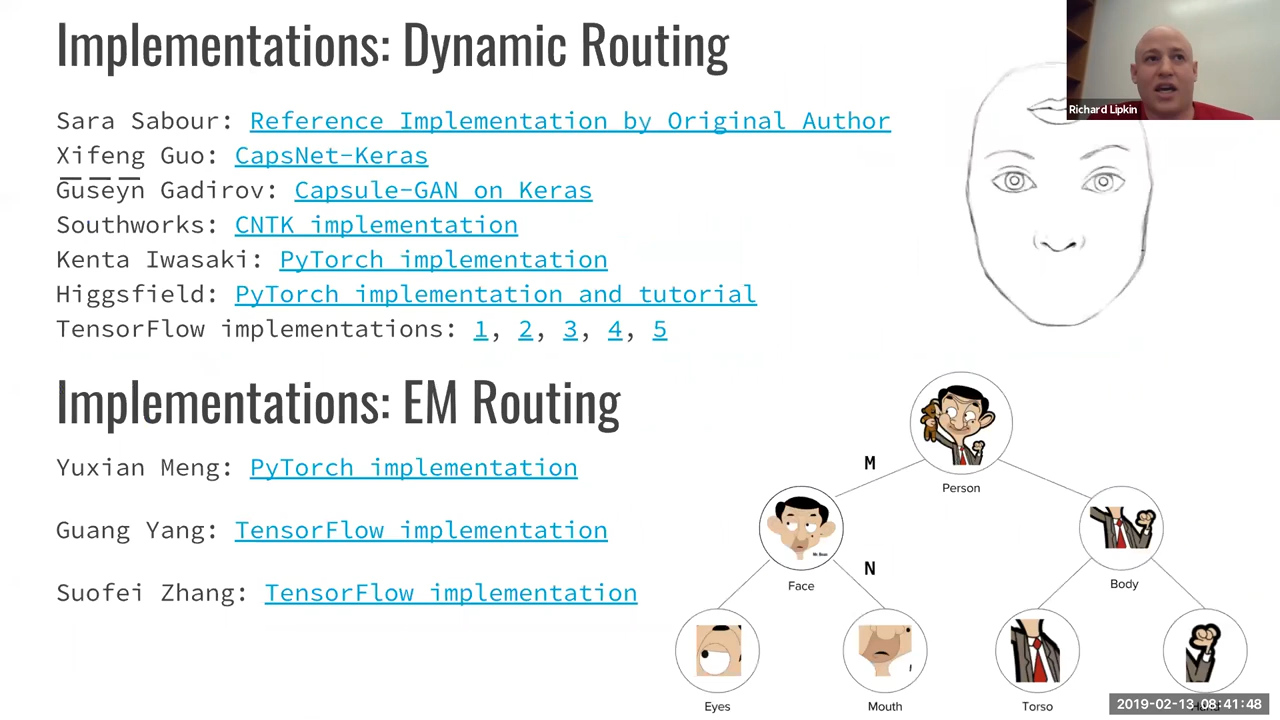 Implementations: Dynamic Routing
Richard Lipkin
Sara Sabour: Reference Implementation by Original Author
Xifeng Guo: CapsNet-Keras
Guseyn Gadirov: Capsule-GAN on Keras
Southworks: CNTK implementation
Kenta Iwasaki: PyTorch implementation
Higgsfield: PyTorch implementation and tutorial
TensorFlow implementations: 1, 2, 3, 4, 5
Implementations: EM Routing
Yuxian Meng: PyTorch implementation
Guang Yang: TensorFlow implementation
Suofei Zhang: TensorFlow implementation
M
Person
Mr. Bean
N
Face
Body
Eyes
Mouth
Torso
2019-02-13 08:41:48